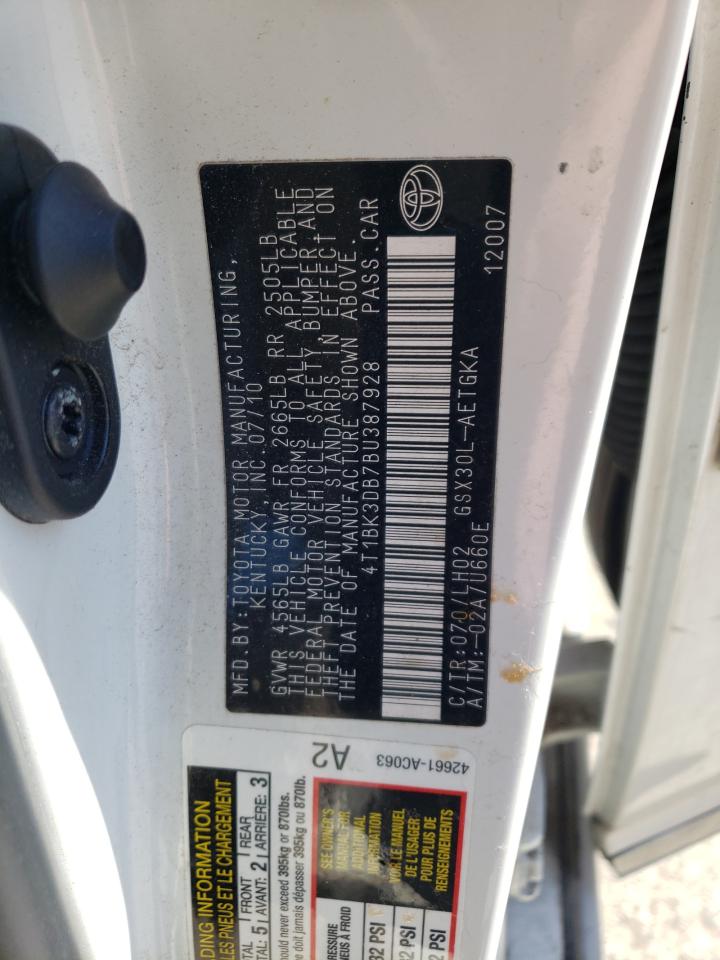 MFD.BY:TOYOTA MOTOR MANUFACTURING,
KENTUCKY, INC.07/10
GVWR 4565LB GAWR FR 2665LB RR 2505LB
THIS VEHICLE CONFORMS TO ALL APPLICABLE
FEDERAL MOTOR VEHICLE SAFETY, BUMPER, AND
THEFT PREVENTION STANDARDS IN EFFECT ON
THE DATE OF MANUFACTURE SHOWN ABOVE.
4T1BK3DB7BU387928 PASS.CAR
C/TR:070/LH02 GSX30L-AETGKA
A/TM:-02A/U660E 12007
DING INFORMATION
LES PNEUS ET LE CHARGEMENT
TAL 5 FRONT 2 REAR 3
TAL: AVANT: ARRIÈRE:
should never exceed 395kg or 870lbs.
ne doit jamais dépasser 395kg ou 870lb.
PRESSURE
NEUS À FROID
32 PSI
32 PSI
32 PSI
SEE OWNER'S
MANUAL FOR
ADDITIONAL
INFORMATION
VOIR LE MANUEL
DE L'USAGER
POUR PLUS DE
RENSEIGNEMENTS
A2
42661-AC063